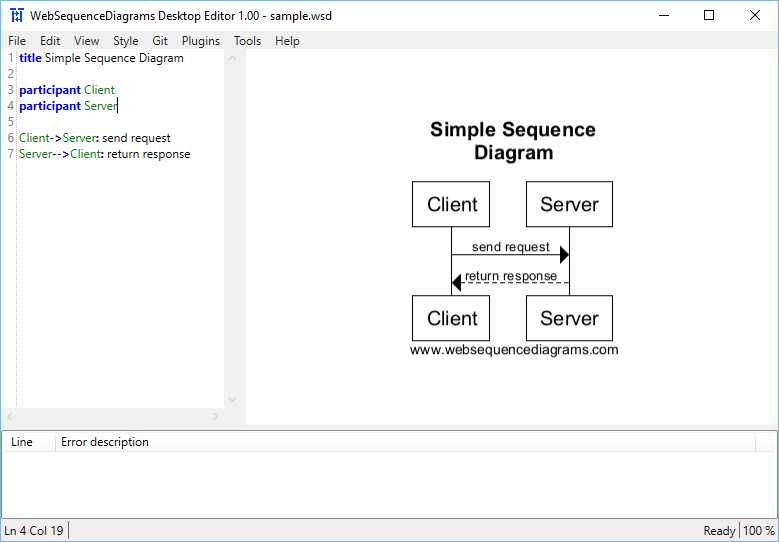 WebSequenceDiagrams Desktop Editor 1.00 - sample.wsd
File Edit View Style Git Plugins Tools Help
1 title Simple Sequence Diagram
2
3 participant Client
4 participant Server
5
6 Client->Server: send request
7 Server-->Client: return response
Simple Sequence
Diagram
Client Server
send request
return response
Client Server
www.websequencediagrams.com
Line Error description
Ln 4 Col 19 Ready 100 %